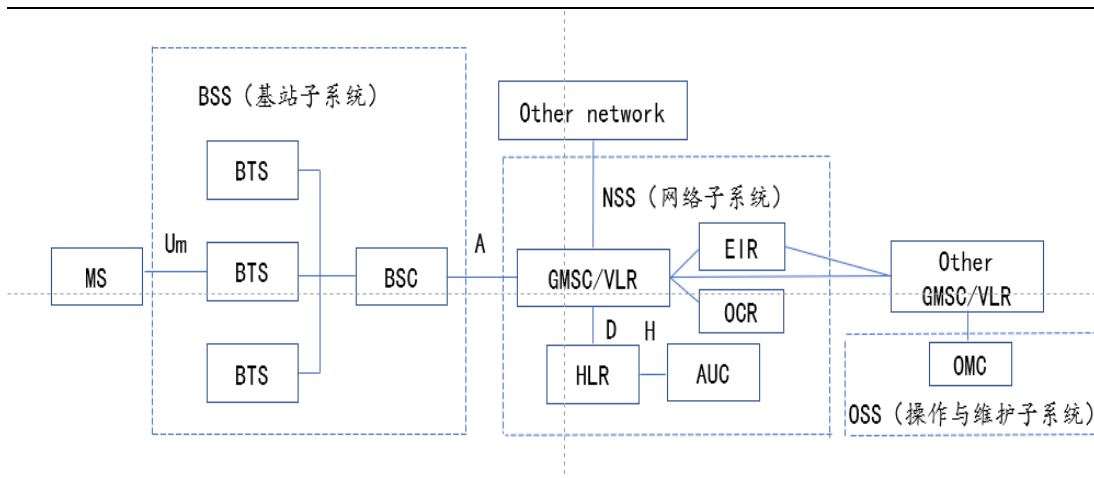 BSS（基站子系统）
Other network
BTS
NSS（网络子系统）
Um
A
EIR
MS
BTS
BSC
GMSC/VLR
Other
GMSC/VLR
OCR
D
H
BTS
HLR
AUC
OMC
OSS（操作与维护子系统）